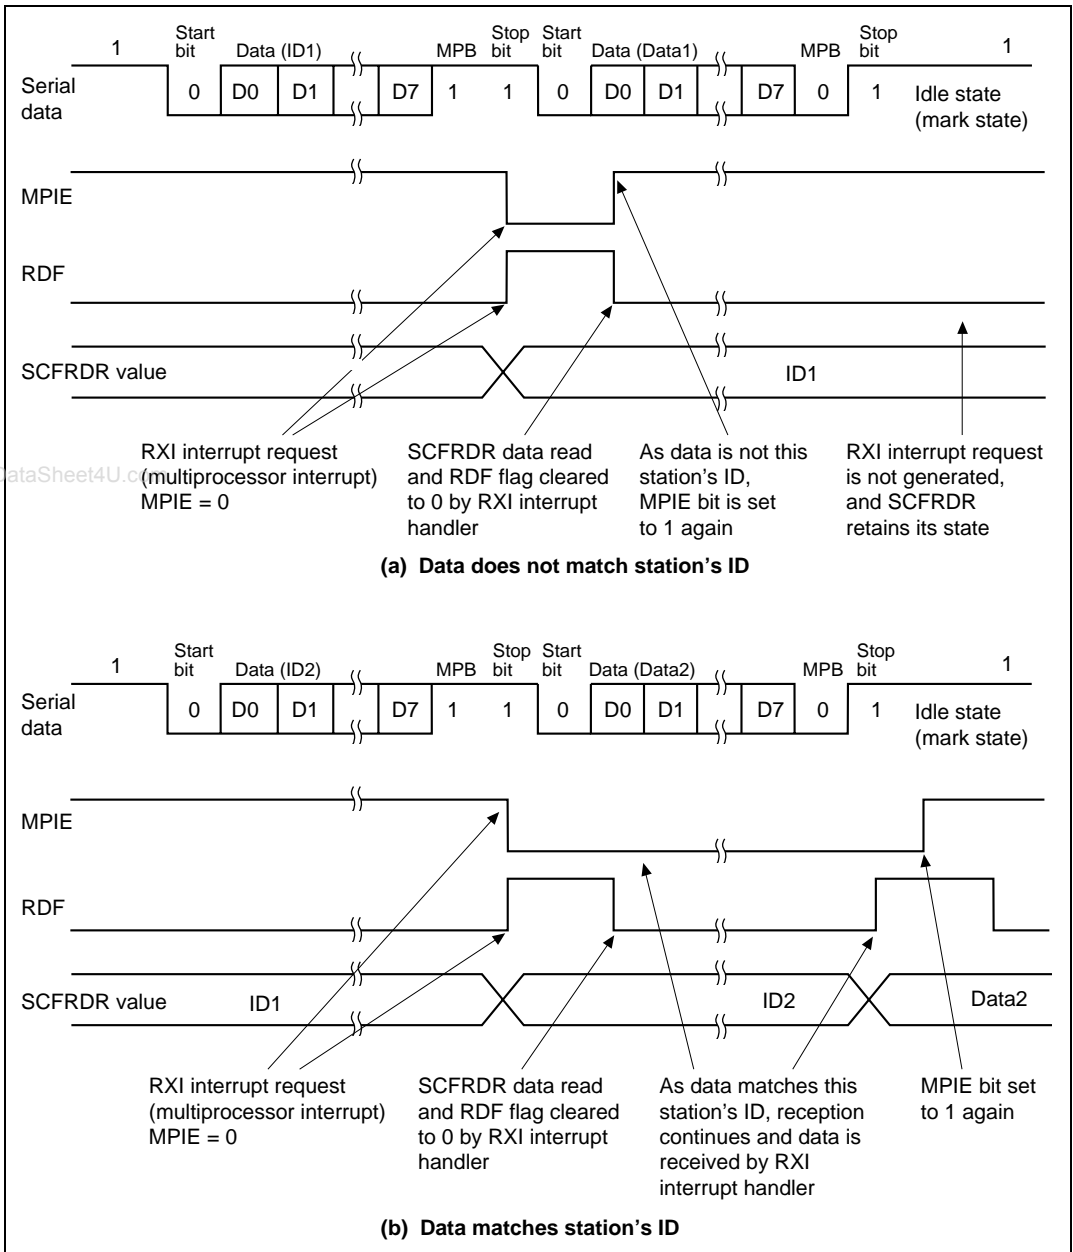 1 Start bit Data (ID1) MPB Stop bit Start bit Data (Data1) MPB Stop bit 1
Serial data 0 D0 D1 D7 1 1 0 D0 D1 D7 0 1 Idle state (mark state)
MPIE
RDF
SCFRDR value ID1
RXI interrupt request
(multiprocessor interrupt)
MPIE = 0
SCFRDR data read
and RDF flag cleared
to 0 by RXI interrupt
handler
As data is not this
station's ID,
MPIE bit is set
to 1 again
RXI interrupt request
is not generated,
and SCFRDR
retains its state
DataSheet4U.com
(a) Data does not match station's ID
1 Start bit Data (ID2) MPB Stop bit Start bit Data (Data2) MPB Stop bit 1
Serial data 0 D0 D1 D7 1 1 0 D0 D1 D7 0 1 Idle state (mark state)
MPIE
RDF
SCFRDR value ID1 ID2 Data2
RXI interrupt request
(multiprocessor interrupt)
MPIE = 0
SCFRDR data read
and RDF flag cleared
to 0 by RXI interrupt
handler
As data matches this
station's ID, reception
continues and data is
received by RXI
interrupt handler
MPIE bit set
to 1 again
(b) Data matches station's ID